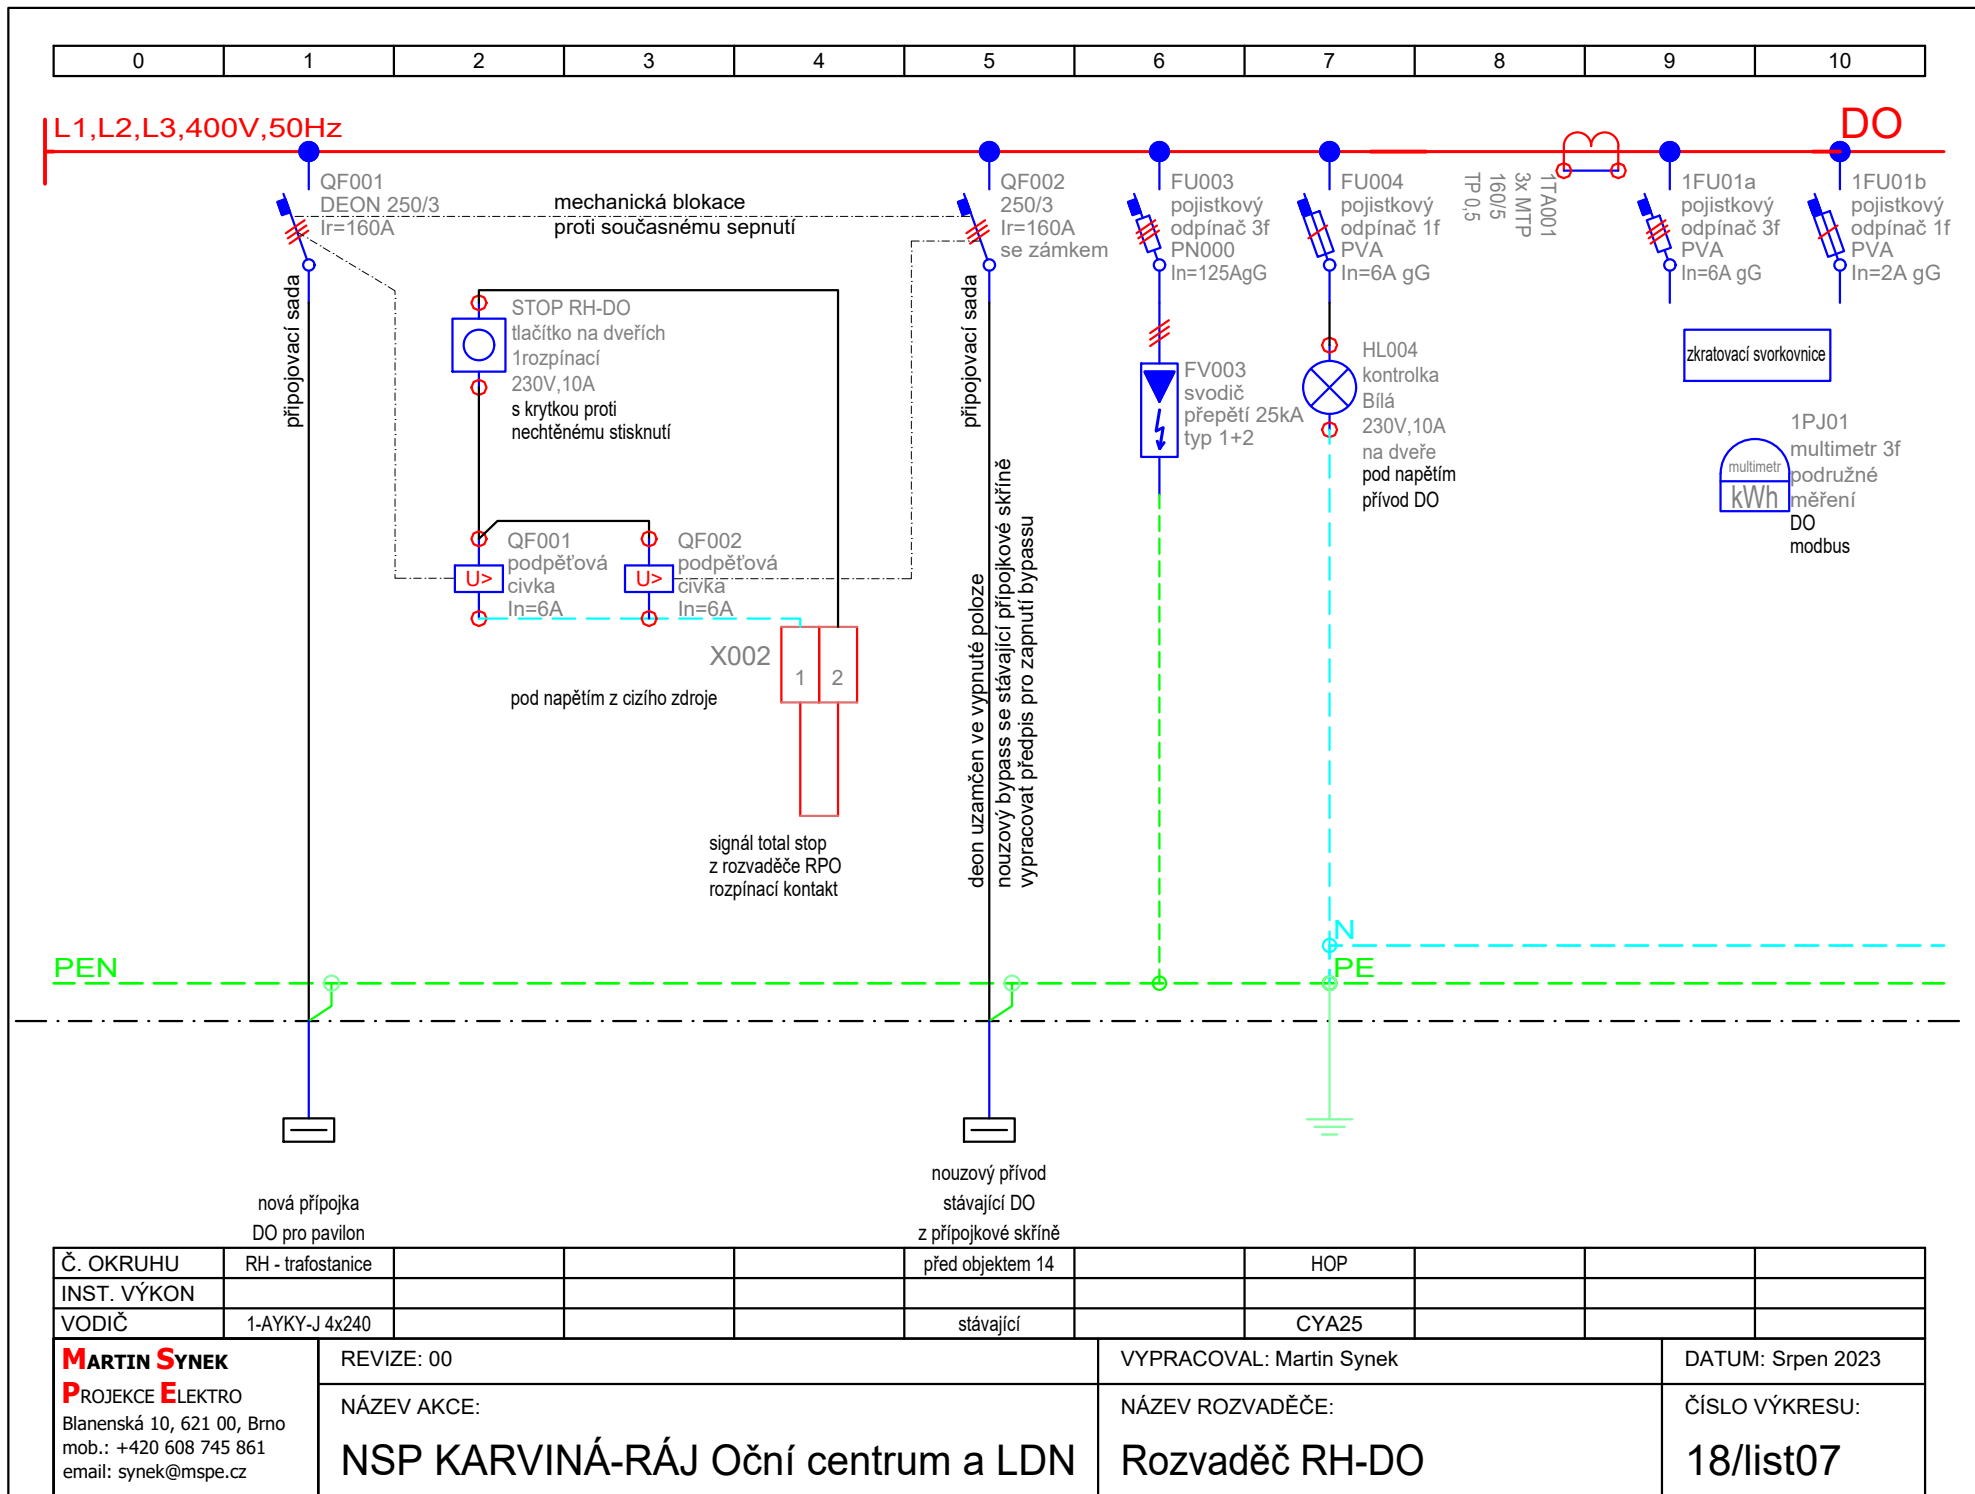 0 1 2 3 4 5 6 7 8 9 10
L1,L2,L3,400V,50Hz
DO
QF001
DEON 250/3
Ir=160A
mechanická blokace
proti současnému sepnutí
QF002
250/3
Ir=160A
se zámkem
FU003
pojistkový
odpínač 3f
PN000
In=125AgG
FU004
pojistkový
odpínač 1f
PVA
In=6A gG
1TA001
3x MTP
160/5
TP 0,5
1FU01a
pojistkový
odpínač 3f
PVA
In=6A gG
1FU01b
pojistkový
odpínač 1f
PVA
In=2A gG
připojovací sada
STOP RH-DO
tlačítko na dveřích
1rozpínací
230V,10A
s krytkou proti
nechtěnému stisknutí
připojovací sada
FV003
svodič
přepětí 25kA
typ 1+2
HL004
kontrolka
Bílá
230V,10A
na dveře
pod napětím
přívod DO
zkratovací svorkovnice
1PJ01
multimetr 3f
podružné
měření
DO
modbus
multimetr
kWh
QF001
podpěťová
civka
In=6A
U>
QF002
podpěťová
civka
In=6A
U>
X002
1 2
pod napětím z cizího zdroje
signál total stop
z rozvaděče RPO
rozpínací kontakt
deon uzamčen ve vypnuté poloze
nouzový bypass se stávající přípojkové skříně
vypracovat předpis pro zapnutí bypassu
N
PEN
PE
nová přípojka
DO pro pavilon
nouzový přívod
stávající DO
z přípojkové skříně
Č. OKRUHU RH - trafostanice před objektem 14 HOP
INST. VÝKON
VODIČ 1-AYKY-J 4x240 stávající CYA25
MARTIN SYNEK
PROJEKCE ELEKTRO
Blanenská 10, 621 00, Brno
mob.: +420 608 745 861
email: synek@mspe.cz
REVIZE: 00
VYPRACOVAL: Martin Synek
DATUM: Srpen 2023
NÁZEV AKCE:
NSP KARVINÁ-RÁJ Oční centrum a LDN
NÁZEV ROZVADĚČE:
Rozvaděč RH-DO
ČÍSLO VÝKRESU:
18/list07